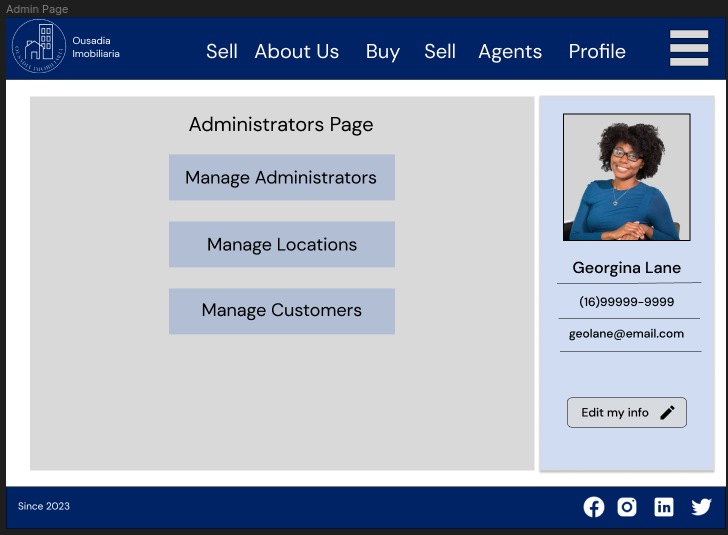 Admin Page
Ousadia
Imobiliaria
Sell About Us Buy Sell Agents Profile
Administrators Page
Manage Administrators
Manage Locations
Manage Customers
Georgina Lane
(16)99999-9999
geolane@email.com
Edit my info
Since 2023